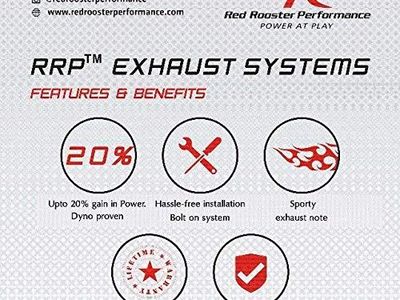 @redroosterperformance
www.redroosterperformance.com
Red Rooster Performance
POWER AT PLAY
RRP™ EXHAUST SYSTEMS
FEATURES & BENEFITS
20%
Upto 20% gain in Power.
Dyno proven
Hassle-free installation
Bolt on system
Sporty
exhaust note
LIFETIME
WARRANTY